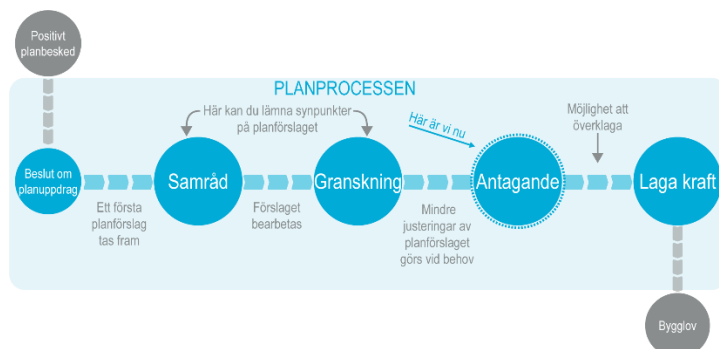 Positivt
planbesked
PLANPROCESSEN
Här kan du lämna synpunkter
på planförslaget
Här är vi nu
Möjlighet att
överklaga
Beslut om
planuppdrag
Samråd
Granskning
Antagande
Laga kraft
Ett första
planförslag
tas fram
Förslaget
bearbetas
Mindre
justeringar av
planförslaget
görs vid behov
Bygglov